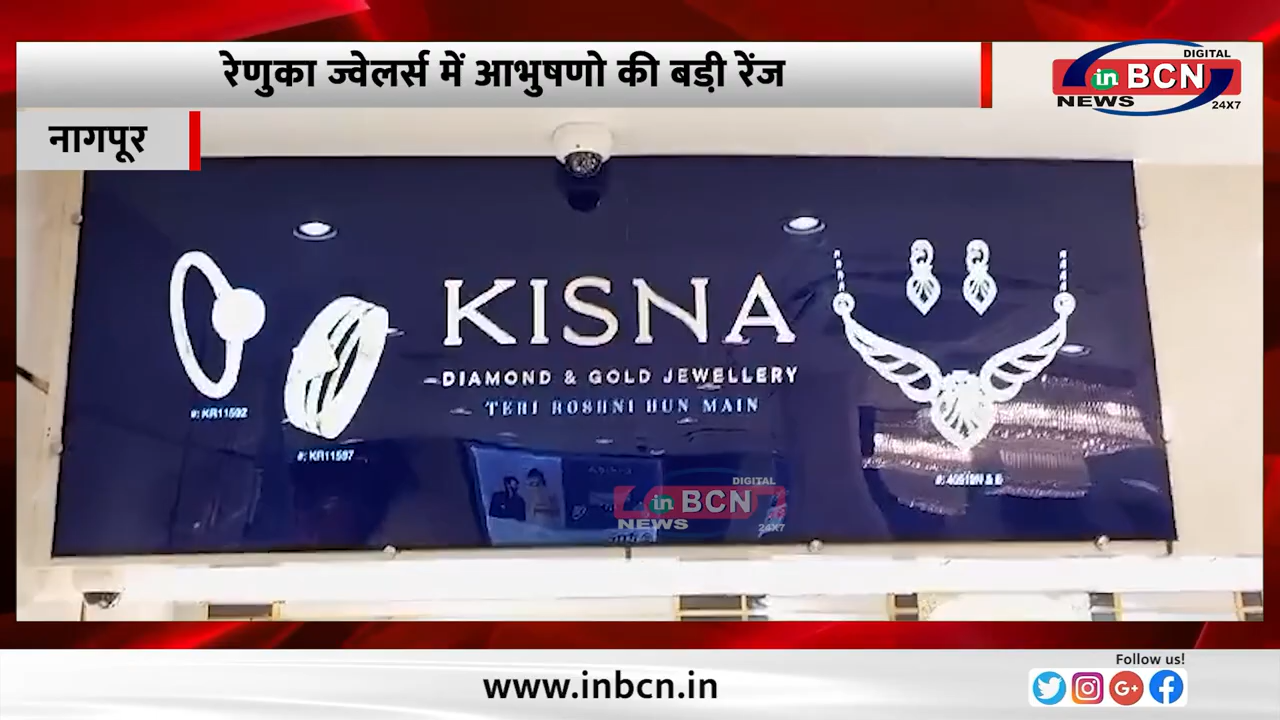 रेणुका ज्वेलर्स में आभुषणो की बड़ी रेंज
DIGITAL
in BCN
NEWS
24X7
नागपूर
KISNA
DIAMOND & GOLD JEWELLERY
TERI ROSHNI HUN MAIN
#: KR11592
#: KR11597
DIGITAL
in BCN
NEWS
24X7
Follow us!
www.inbcn.in